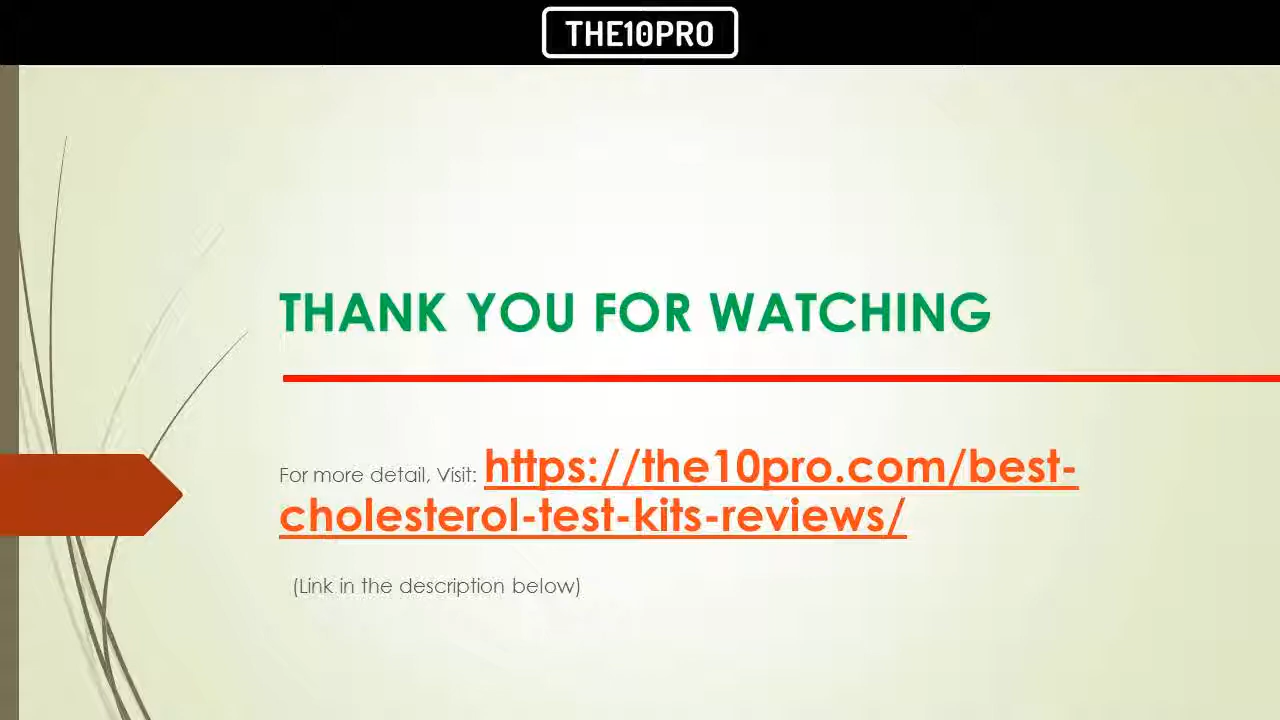 THE10PRO
THANK YOU FOR WATCHING
For more detail, Visit: https://the10pro.com/best-
cholesterol-test-kits-reviews/
(Link in the description below)